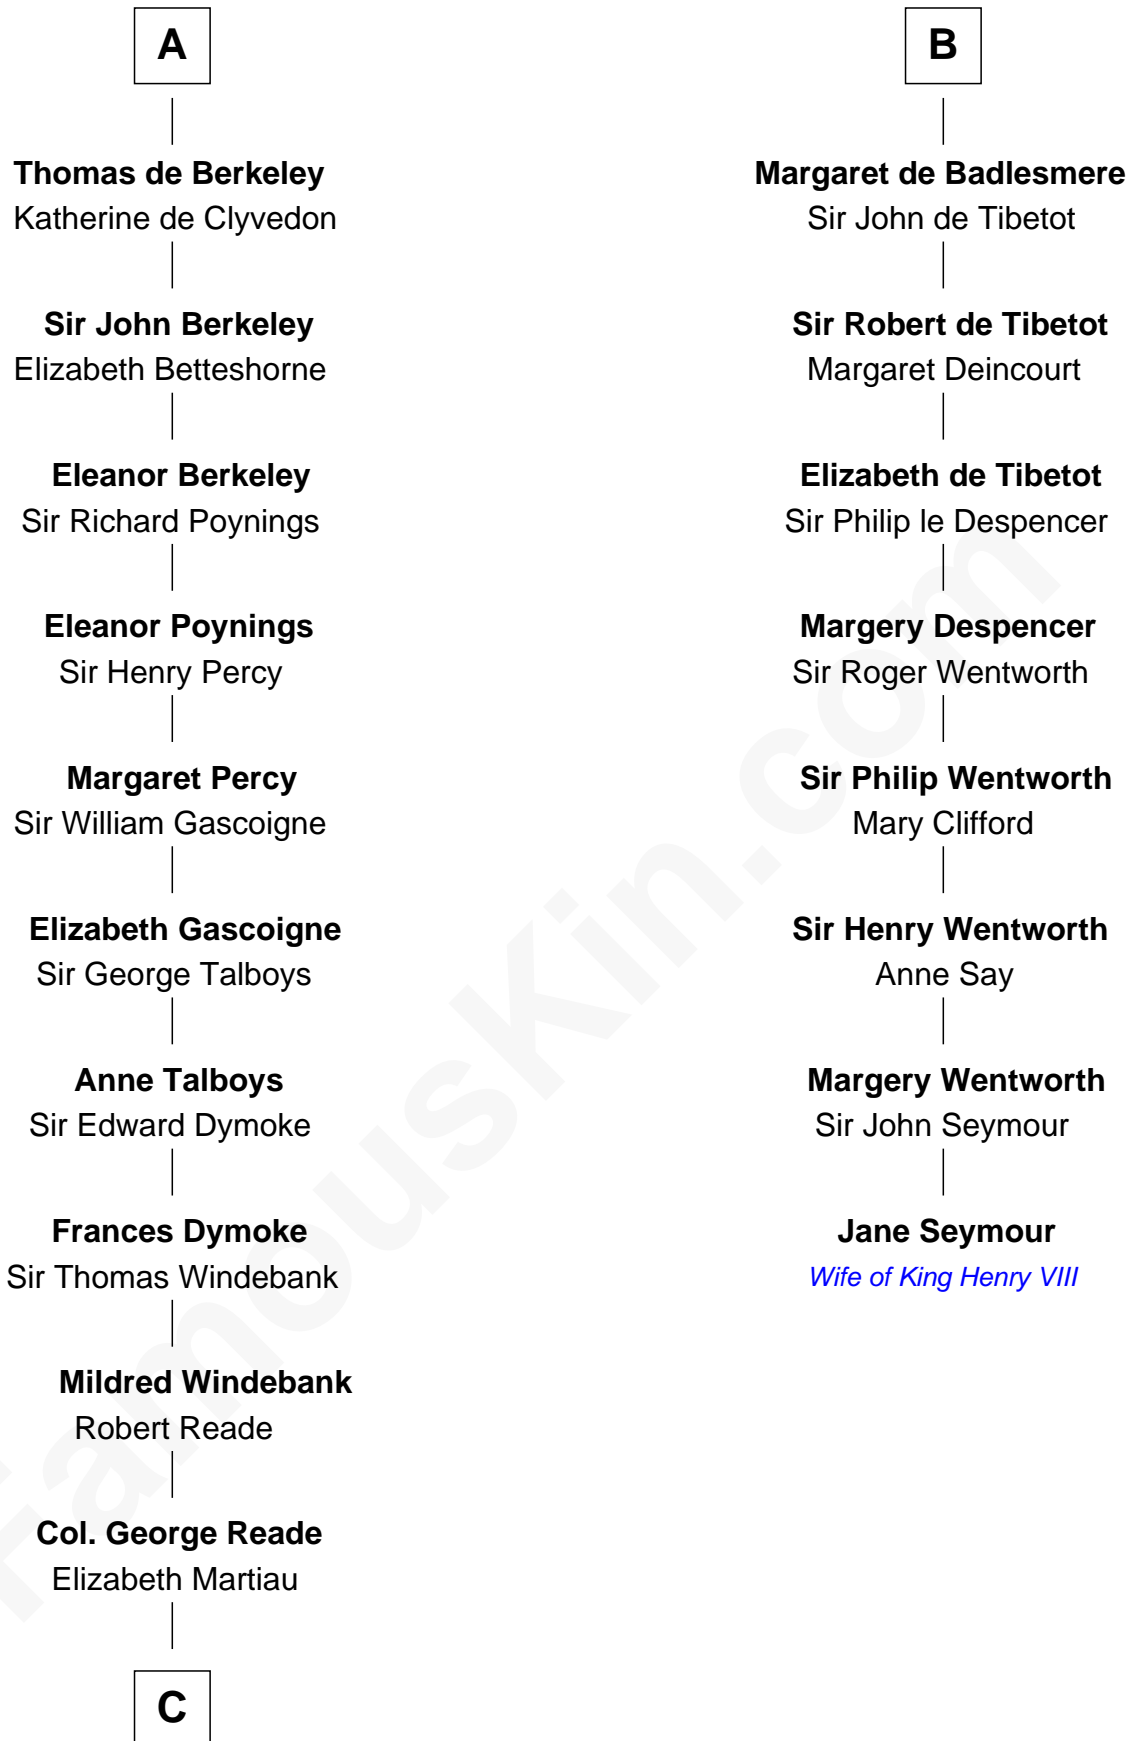 A
Thomas de Berkeley
Katherine de Clyvedon
Sir John Berkeley
Elizabeth Betteshorne
Eleanor Berkeley
Sir Richard Poynings
Eleanor Poynings
Sir Henry Percy
Margaret Percy
Sir William Gascoigne
Elizabeth Gascoigne
Sir George Talboys
Anne Talboys
Sir Edward Dymoke
Frances Dymoke
Sir Thomas Windebank
Mildred Windebank
Robert Reade
Col. George Reade
Elizabeth Martiau
C
B
Margaret de Badlesmere
Sir John de Tibetot
Sir Robert de Tibetot
Margaret Deincourt
Elizabeth de Tibetot
Sir Philip le Despencer
Margery Despencer
Sir Roger Wentworth
Sir Philip Wentworth
Mary Clifford
Sir Henry Wentworth
Anne Say
Margery Wentworth
Sir John Seymour
Jane Seymour
Wife of King Henry VIII
FamousKin.com